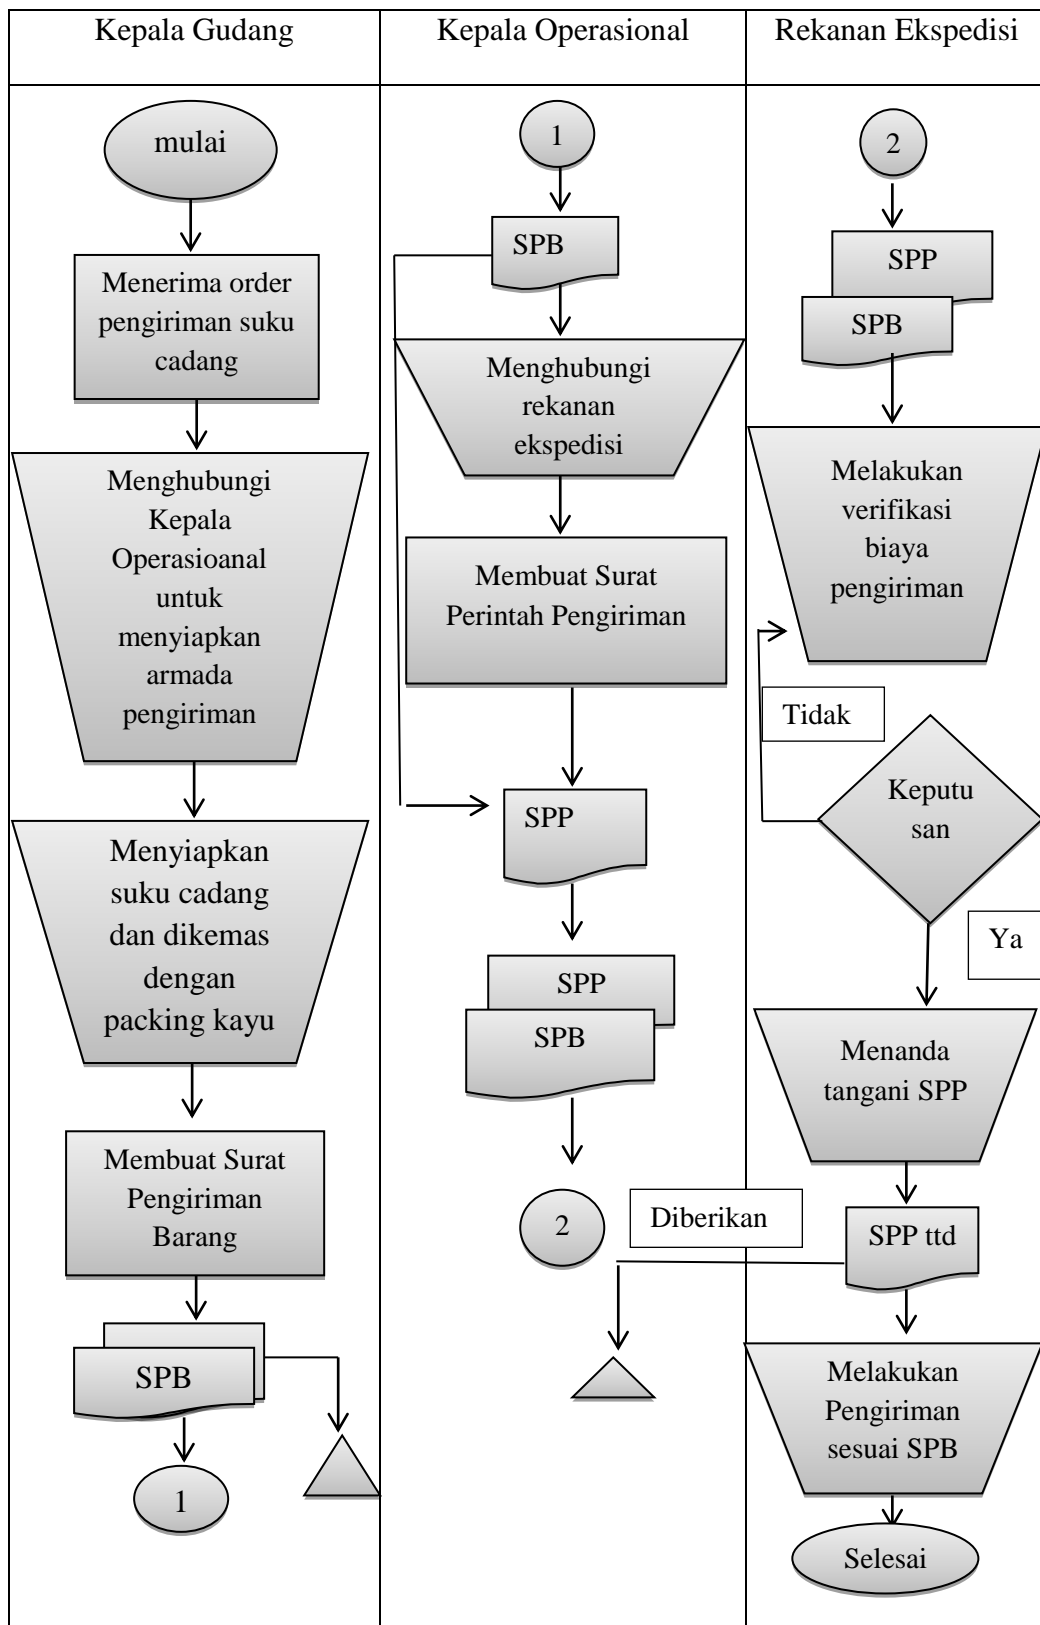 Kepala Gudang
Kepala Operasional
Rekanan Ekspedisi
mulai
Menerima order
pengiriman suku
cadang
Menghubungi
Kepala
Operasioanal
untuk
menyiapkan
armada
pengiriman
Menyiapkan
suku cadang
dan dikemas
dengan
packing kayu
Membuat Surat
Pengiriman
Barang
SPB
1
1
SPB
Menghubungi
rekanan
ekspedisi
Membuat Surat
Perintah Pengiriman
SPP
SPP
SPB
2
Diberikan
2
SPP
SPB
Melakukan
verifikasi
biaya
pengiriman
Tidak
Keputu
san
Ya
Menanda
tangani SPP
SPP ttd
Melakukan
Pengiriman
sesuai SPB
Selesai